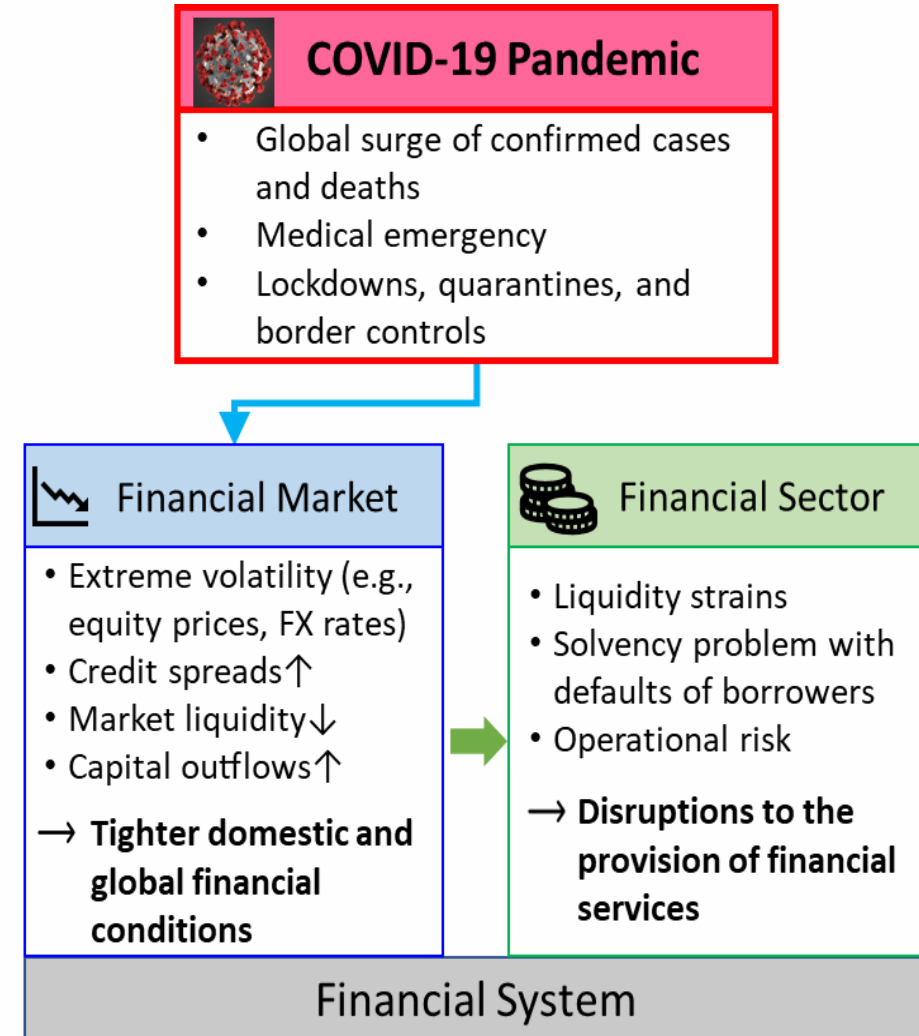 COVID-19 Pandemic
• Global surge of confirmed cases
and deaths
• Medical emergency
• Lockdowns, quarantines, and
border controls
Financial Market
• Extreme volatility (e.g.,
equity prices, FX rates)
• Credit spreads↑
• Market liquidity↓
• Capital outflows↑
→ Tighter domestic and
global financial
conditions
Financial Sector
• Liquidity strains
• Solvency problem with
defaults of borrowers
• Operational risk
→ Disruptions to the
provision of financial
services
Financial System